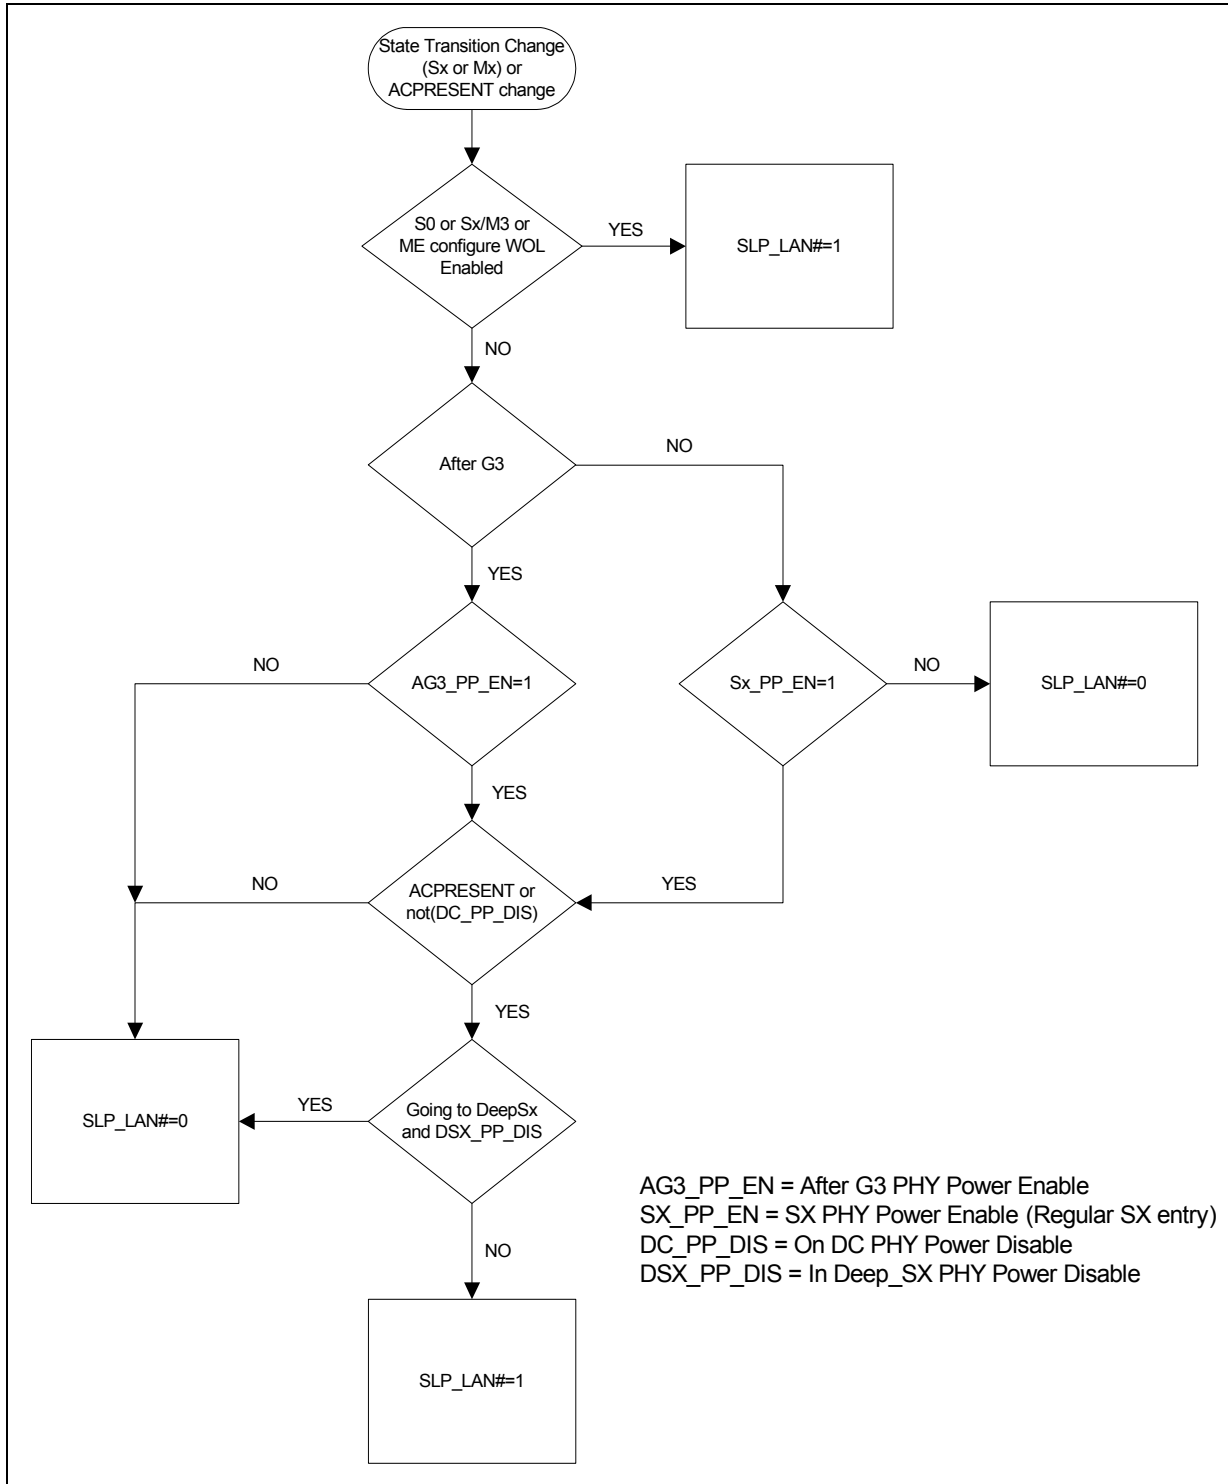 State Transition Change
(Sx or Mx) or
ACPRESENT change
S0 or Sx/M3 or
ME configure WOL
Enabled
YES
SLP_LAN#=1
NO
After G3
NO
YES
NO
AG3_PP_EN=1
Sx_PP_EN=1
NO
SLP_LAN#=0
YES
NO
ACPRESENT or
not(DC_PP_DIS)
YES
YES
SLP_LAN#=0
YES
Going to DeepSx
and DSX_PP_DIS
AG3_PP_EN = After G3 PHY Power Enable
SX_PP_EN = SX PHY Power Enable (Regular SX entry)
DC_PP_DIS = On DC PHY Power Disable
DSX_PP_DIS = In Deep_SX PHY Power Disable
NO
SLP_LAN#=1